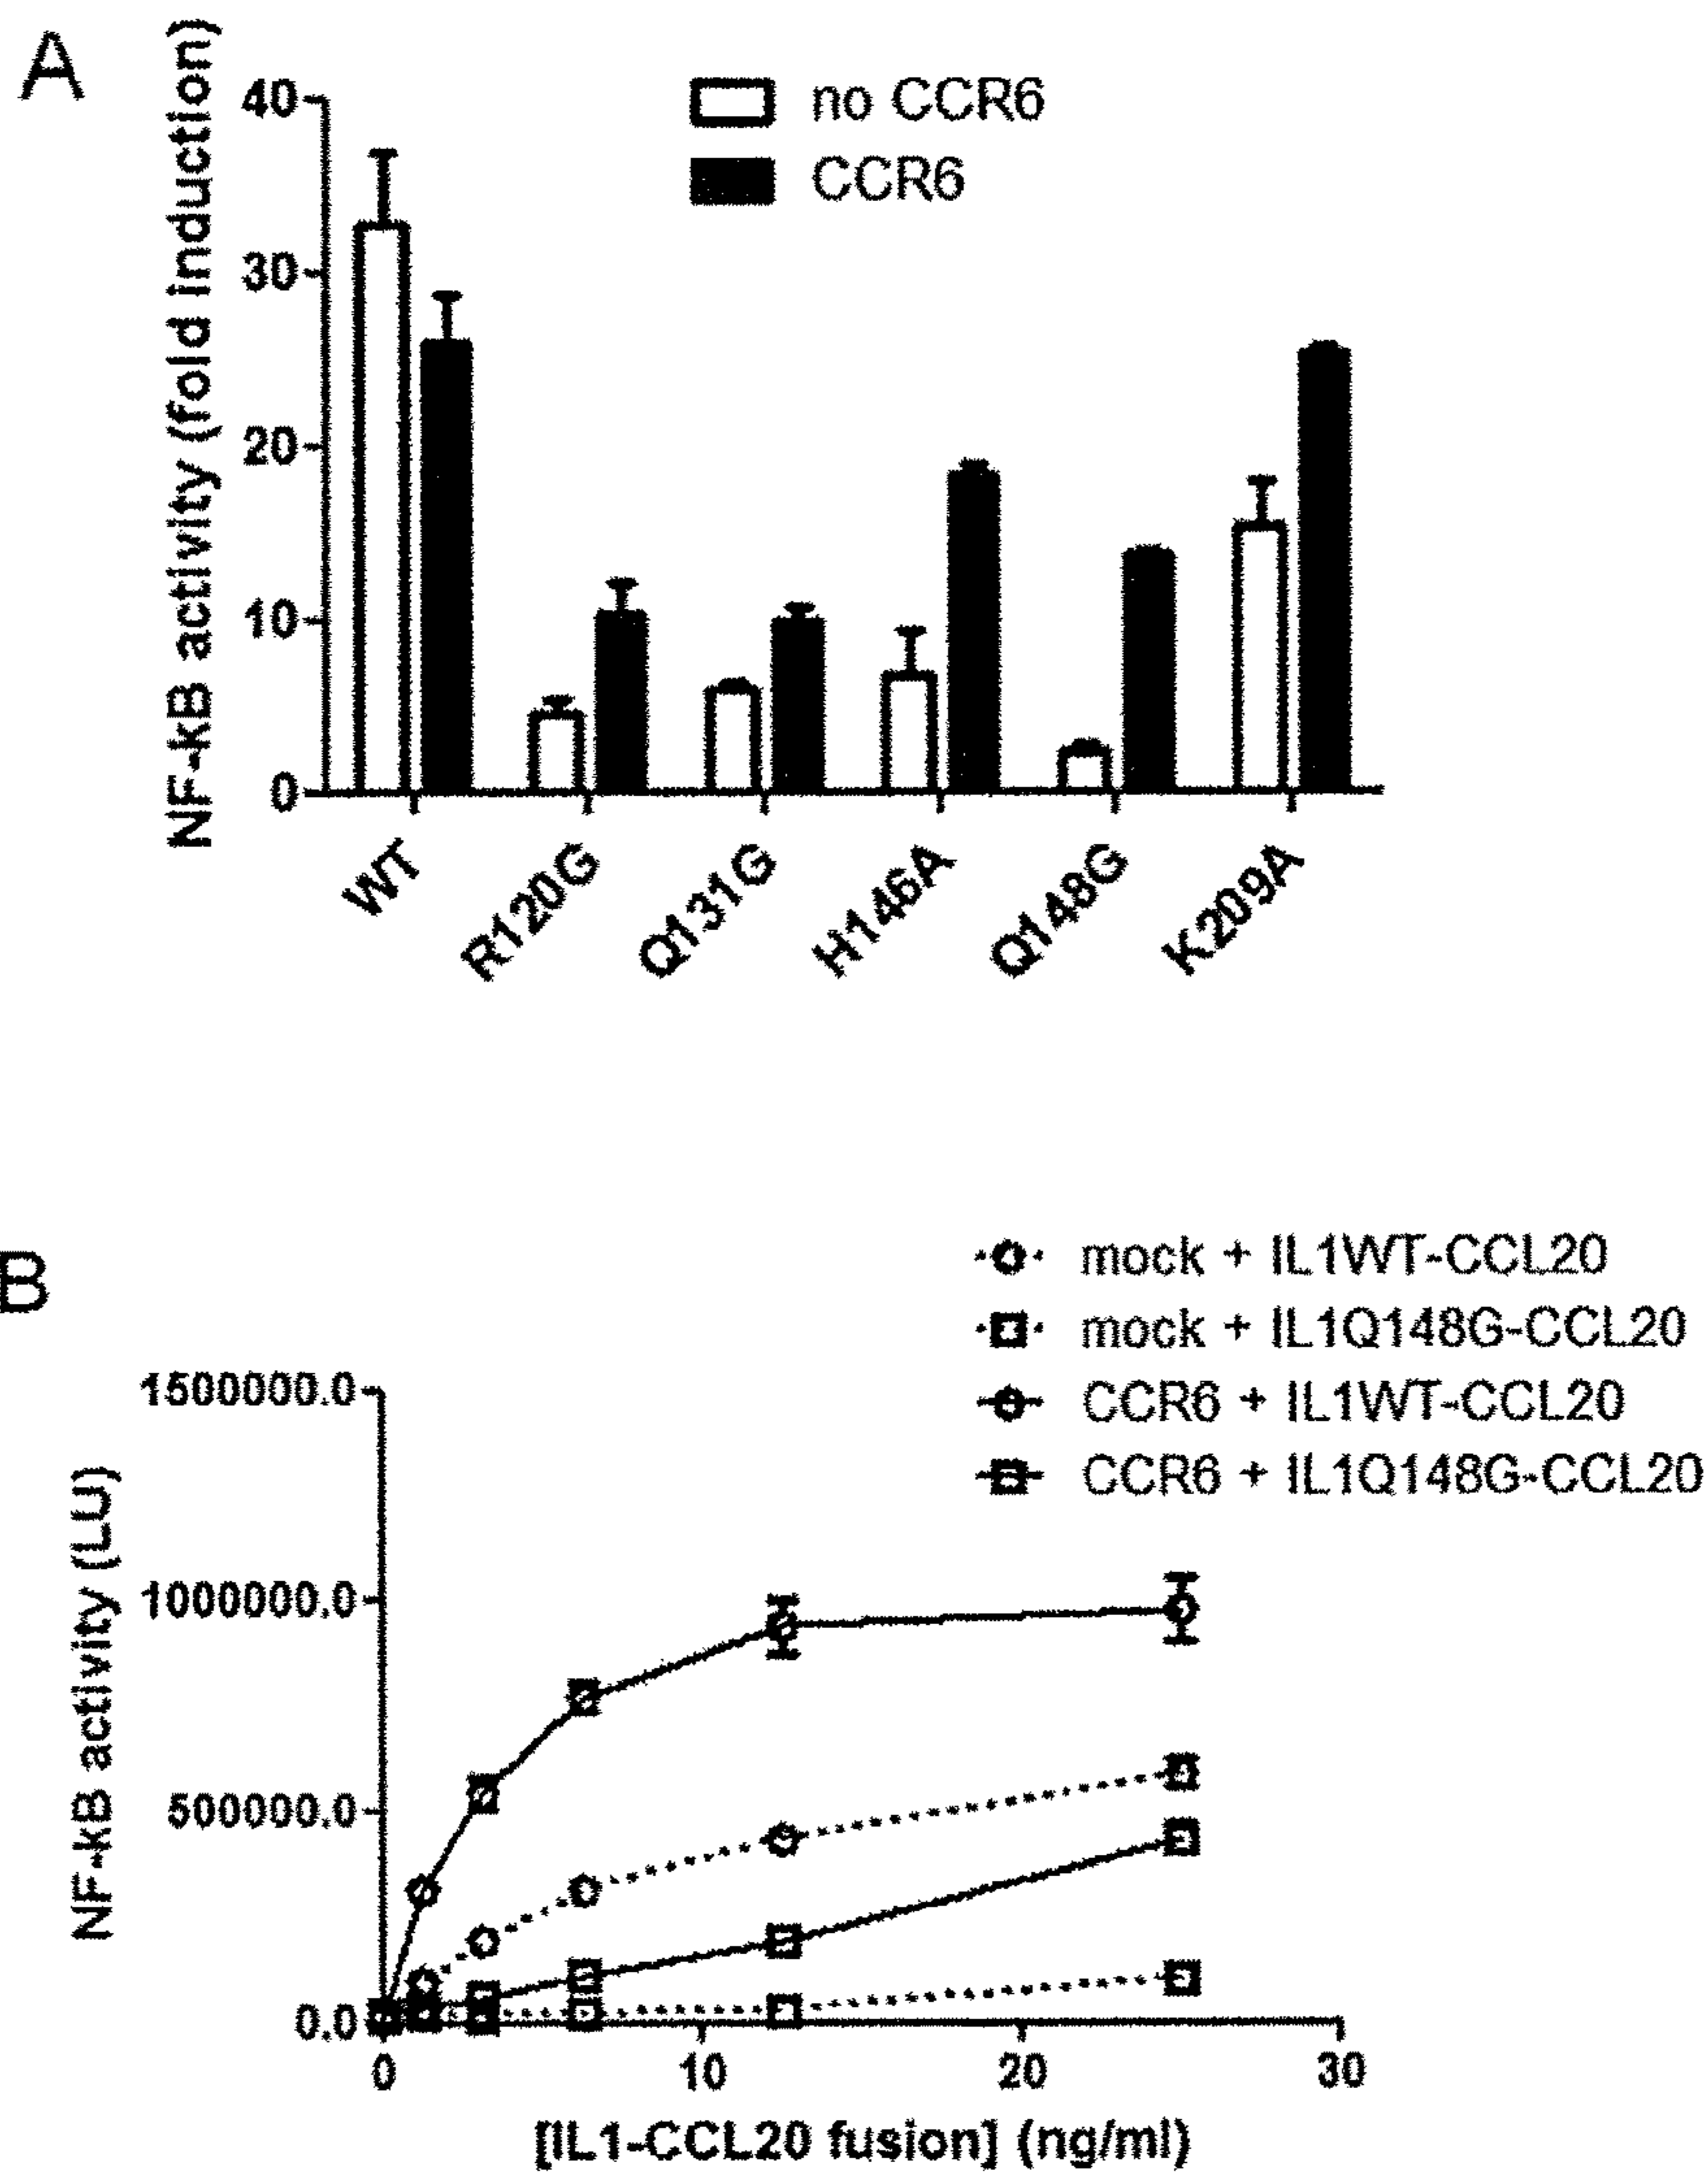 A
NF-kB activity (fold induction)
40
30
20
10
0
no CCR6
CCR6
WT
R120G
Q131G
H146A
Q148G
K209A
B
mock + IL1WT-CCL20
mock + IL1Q148G-CCL20
CCR6 + IL1WT-CCL20
CCR6 + IL1Q148G-CCL20
NF-kB activity (LU)
1500000.0
1000000.0
500000.0
0.0
0 10 20 30
[IL1-CCL20 fusion] (ng/ml)